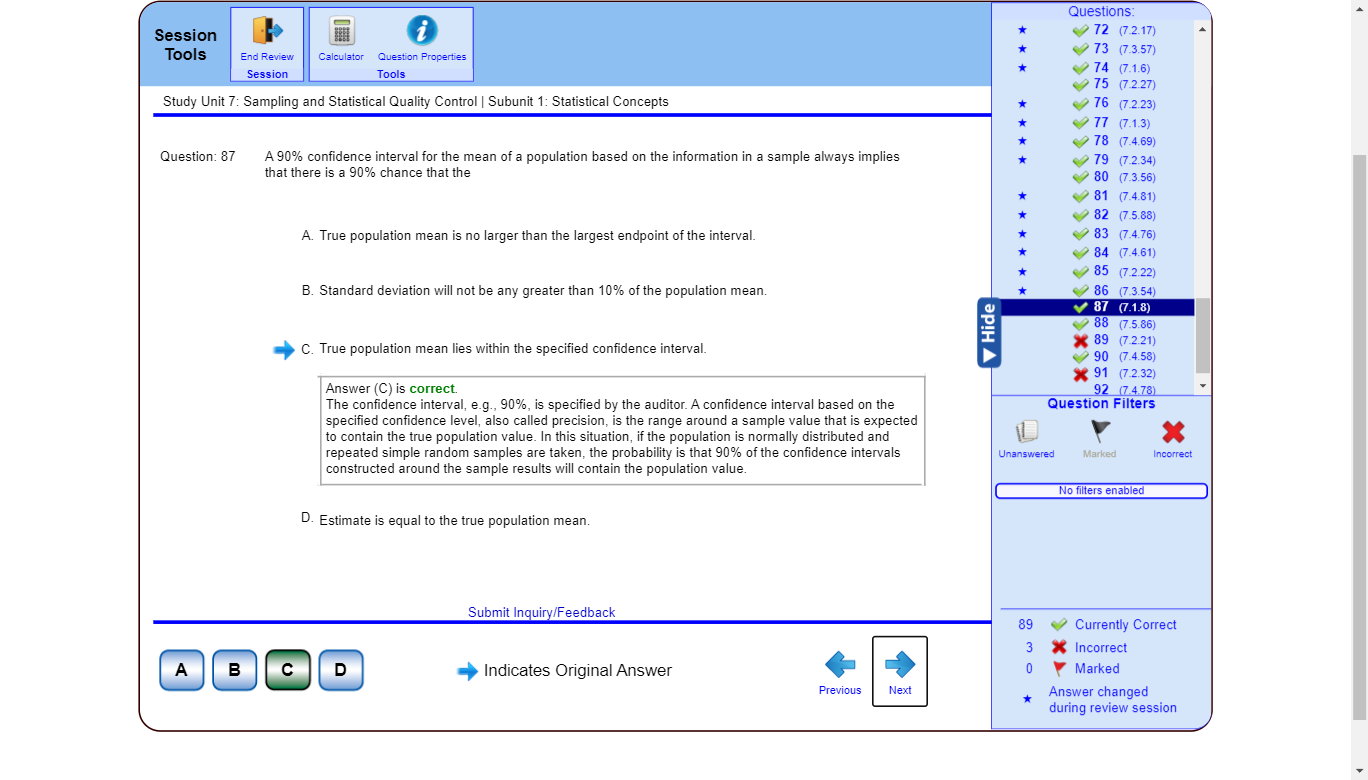 Session
Tools
End Review
Session
Calculator
Question Properties
Tools
Study Unit 7: Sampling and Statistical Quality Control | Subunit 1: Statistical Concepts
Question: 87
A 90% confidence interval for the mean of a population based on the information in a sample always implies
that there is a 90% chance that the
A. True population mean is no larger than the largest endpoint of the interval.
B. Standard deviation will not be any greater than 10% of the population mean.
C. True population mean lies within the specified confidence interval.
Answer (C) is correct.
The confidence interval, e.g., 90%, is specified by the auditor. A confidence interval based on the
specified confidence level, also called precision, is the range around a sample value that is expected
to contain the true population value. In this situation, if the population is normally distributed and
repeated simple random samples are taken, the probability is that 90% of the confidence intervals
constructed around the sample results will contain the population value.
D. Estimate is equal to the true population mean.
Submit Inquiry/Feedback
A
B
C
D
Indicates Original Answer
Previous
Next
Hide
Questions:
72 (7.2.17)
73 (7.3.57)
74 (7.1.6)
75 (7.2.27)
76 (7.2.23)
77 (7.1.3)
78 (7.4.69)
79 (7.2.34)
80 (7.3.56)
81 (7.4.81)
82 (7.5.88)
83 (7.4.76)
84 (7.4.61)
85 (7.2.22)
86 (7.3.54)
87 (7.1.8)
88 (7.5.86)
89 (7.2.21)
90 (7.4.58)
91 (7.2.32)
92 (7.4.78)
Question Filters
Unanswered
Marked
Incorrect
No filters enabled
89 Currently Correct
3 Incorrect
0 Marked
Answer changed
during review session